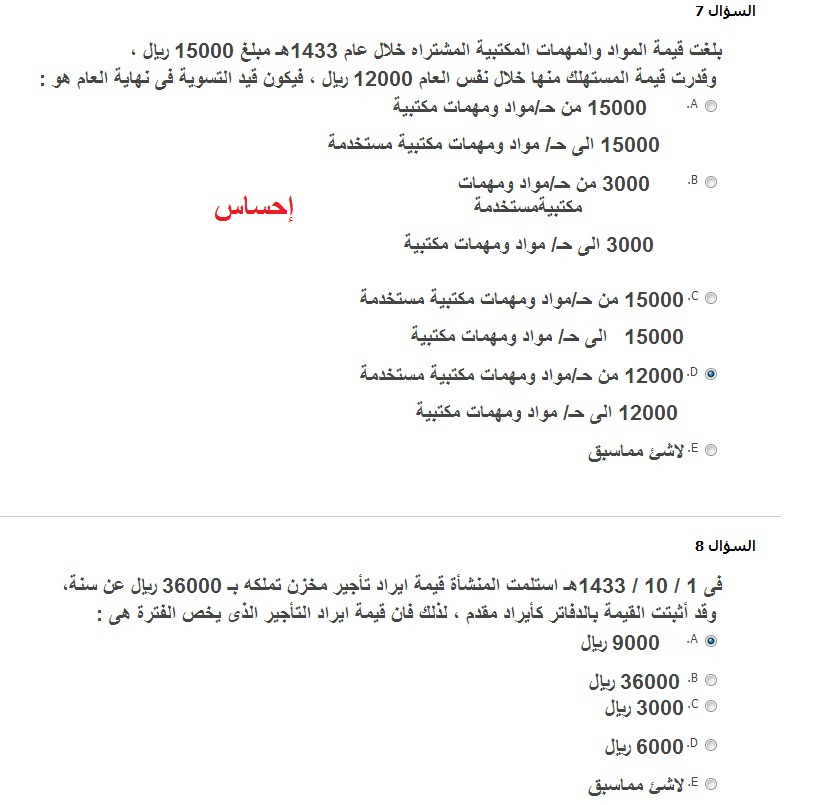 السؤال 7
بلغت قيمة المواد والمهمات المكتبية المشتراه خلال عام 1433هـ مبلغ 15000 ريال ،
وقدرت قيمة المستهلك منها خلال نفس العام 12000 ريال ، فيكون قيد التسوية فى نهاية العام هو :
A. 15000 من حـ/مواد ومهمات مكتبية
15000 الى حـ/ مواد ومهمات مكتبية مستخدمة
B. 3000 من حـ/مواد ومهمات
مكتبيةمستخدمة
إحساس
3000 الى حـ/ مواد ومهمات مكتبية
C. 15000 من حـ/مواد ومهمات مكتبية مستخدمة
15000 الى حـ/ مواد ومهمات مكتبية
D. 12000 من حـ/مواد ومهمات مكتبية مستخدمة
12000 الى حـ/ مواد ومهمات مكتبية
E. لاشئ مماسبق
السؤال 8
فى 1 / 10 / 1433هـ استلمت المنشأة قيمة ايراد تأجير مخزن تملكه بـ 36000 ريال عن سنة،
وقد أثبتت القيمة بالدفاتر كأيراد مقدم ، لذلك فان قيمة ايراد التأجير الذى يخص الفترة هى :
A. 9000 ريال
B. 36000 ريال
C. 3000 ريال
D. 6000 ريال
E. لاشئ مماسبق